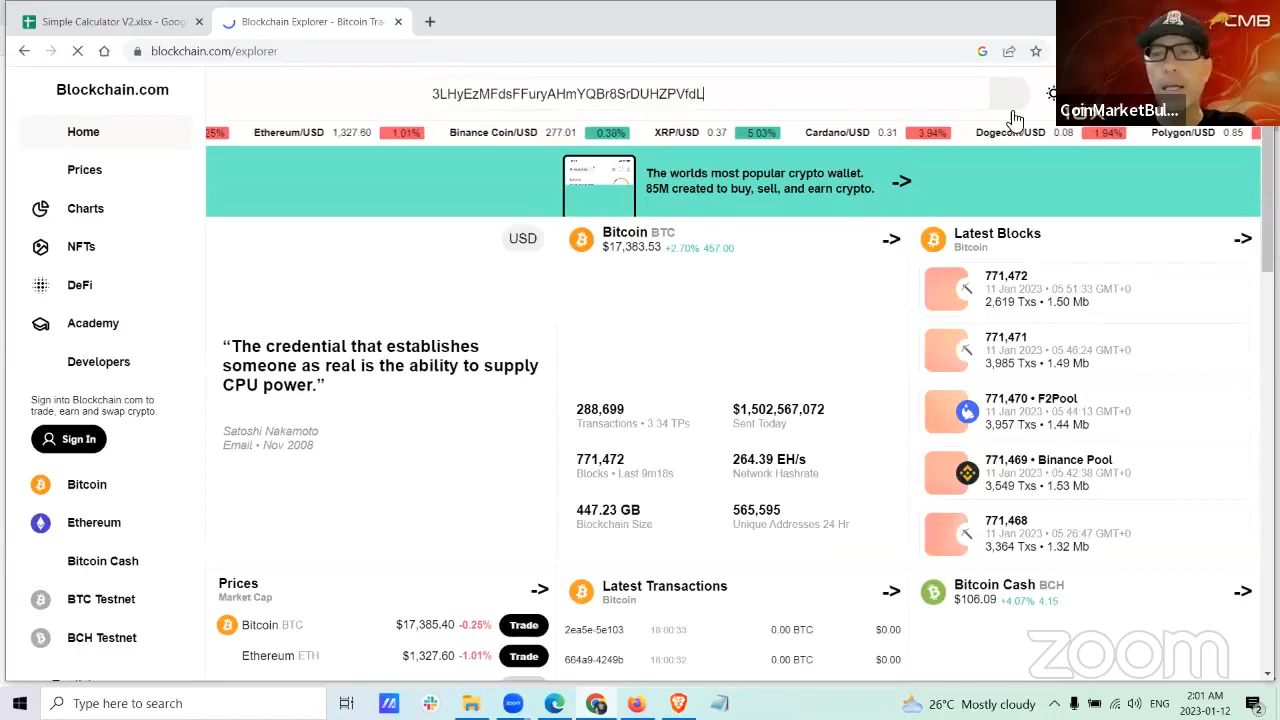 Simple Calculator V2.xlsx - Goog
Blockchain Explorer - Bitcoin Tra
blockchain.com/explorer
CMB
CoinMarketBul...
Blockchain.com
3LHyEzMFdsFFuryAHmYQBr8SrDUHZPVfdL
25%
Ethereum/USD 1,327.60 1.01%
Binance Coin/USD 277.01 0.38%
XRP/USD 0.37 5.03%
Cardano/USD 0.31 3.94%
Dogecoin/USD 0.08 1.94%
Polygon/USD 0.85
Home
Prices
Charts
NFTs
DeFi
Academy
Developers
Sign into Blockchain.com to
trade, earn and swap crypto.
Sign In
Bitcoin
Ethereum
Bitcoin Cash
BTC Testnet
BCH Testnet
The worlds most popular crypto wallet.
85M created to buy, sell, and earn crypto.
->
USD
“The credential that establishes
someone as real is the ability to supply
CPU power.”
Satoshi Nakamoto
Email • Nov 2008
Bitcoin BTC
$17,383.53 +2.70% 457.00
->
288,699
Transactions • 3.34 TPs
$1,502,567,072
Sent Today
771,472
Blocks • Last 9m18s
264.39 EH/s
Network Hashrate
447.23 GB
Blockchain Size
565,595
Unique Addresses 24 Hr
Latest Blocks
Bitcoin
->
771,472
11 Jan 2023 • 05:51:33 GMT+0
2,619 Txs • 1.50 Mb
771,471
11 Jan 2023 • 05:46:24 GMT+0
3,985 Txs • 1.49 Mb
771,470 • F2Pool
11 Jan 2023 • 05:44:13 GMT+0
3,957 Txs • 1.44 Mb
771,469 • Binance Pool
11 Jan 2023 • 05:42:38 GMT+0
3,549 Txs • 1.53 Mb
771,468
11 Jan 2023 • 05:26:47 GMT+0
3,364 Txs • 1.32 Mb
Prices
Market Cap
->
Bitcoin BTC $17,385.40 -0.25% Trade
Ethereum ETH $1,327.60 -1.01% Trade
Latest Transactions
Bitcoin
->
2ea5e-5e103 18:00:33 0.00 BTC $0.00
664a9-4249b 18:00:32 0.00 BTC $0.00
Bitcoin Cash BCH
$106.09 +4.07% 4.15
->
zoom
Type here to search
zoom
26°C Mostly cloudy
2:01 AM
2023-01-12
2